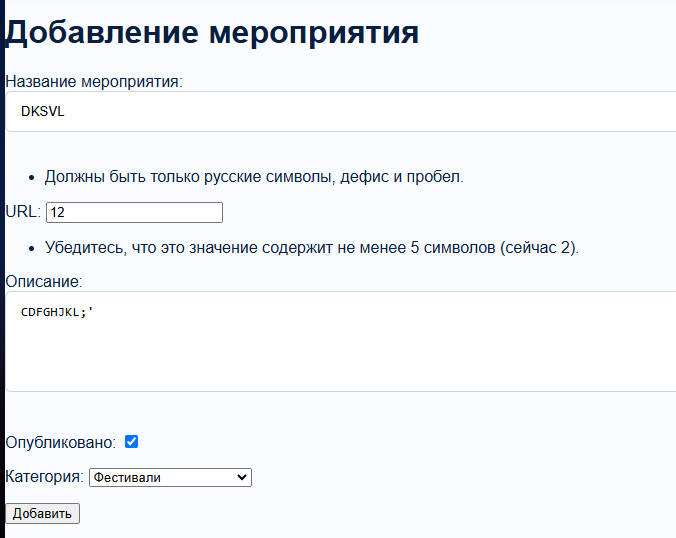 Добавление мероприятия
Название мероприятия:
DKSVL
Должны быть только русские символы, дефис и пробел.
URL: 12
Убедитесь, что это значение содержит не менее 5 символов (сейчас 2).
Описание:
CDFGHJKL;'
Опубликовано:
Категория: Фестивали
Добавить